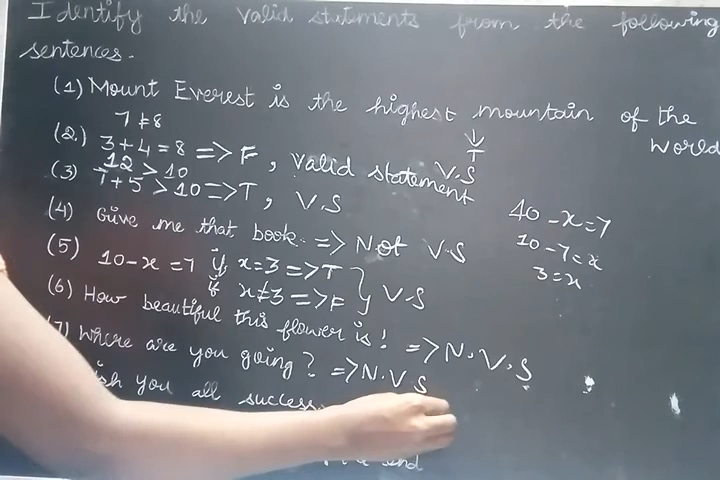 Identify the valid statements from the following
sentences.
(1) Mount Everest is the highest mountain of the
World
↓
T
V.S
7 ≠ 8
(2) 3+4=8 => F, valid statement
12 > 10
(3) 7+5 > 10 => T, V.S
(4) Give me that book. => Not V.S
(5) 10-x=7 if x=3 => T
if x≠3 => F } V.S
40-x=7
10-7=x
3=x
(6) How beautiful this flower is! => N.V.S
(7) Where are you going? => N.V.S
you all success.